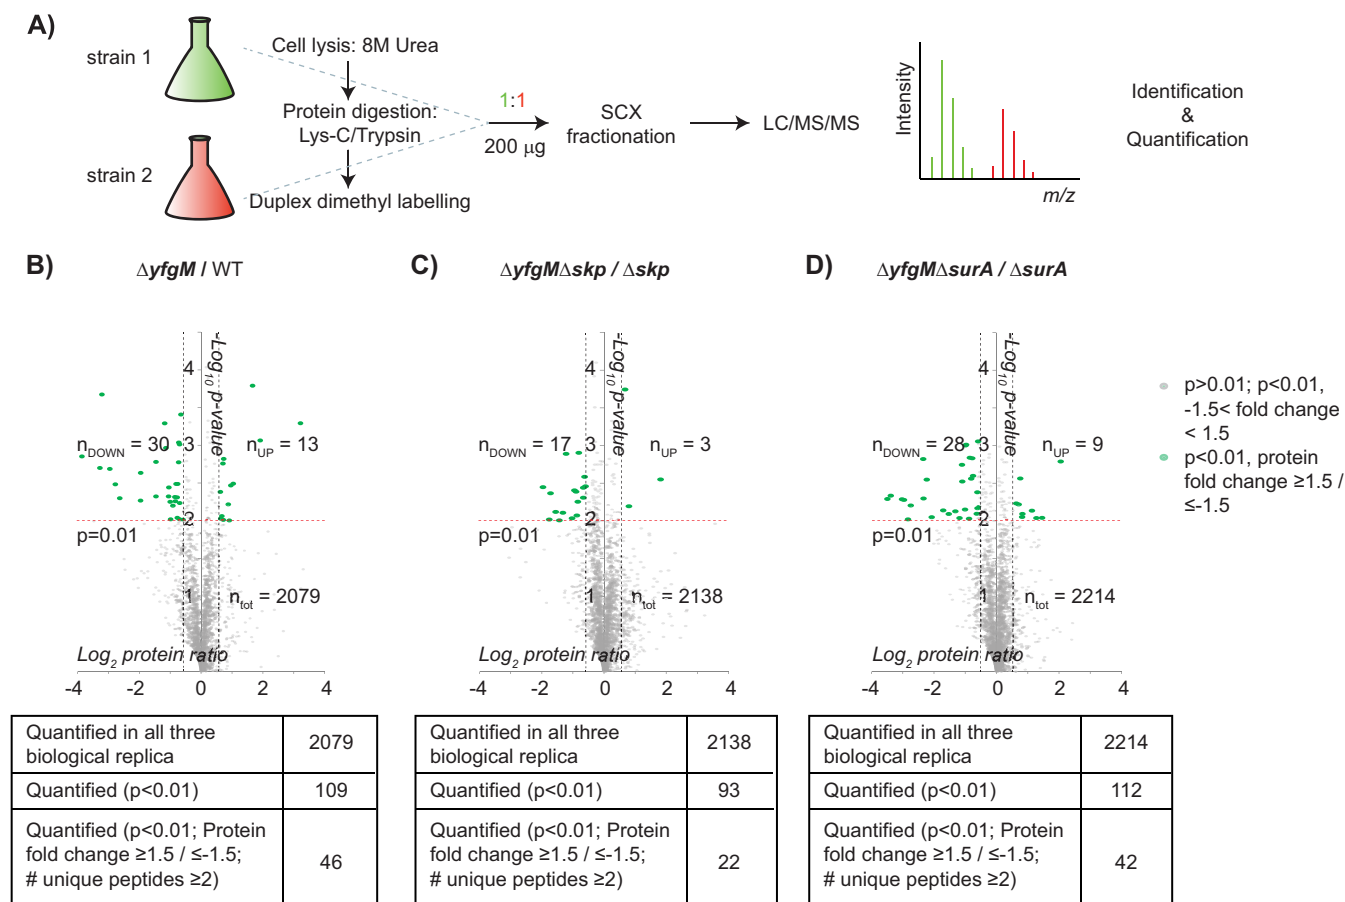 A)
strain 1
strain 2
Cell lysis: 8M Urea
Protein digestion:
Lys-C/Trypsin
Duplex dimethyl labelling
1:1
200 μg
SCX
fractionation
LC/MS/MS
Intensity
m/z
Identification
&
Quantification
B)
ΔyfgM / WT
-Log10 p-value
4
nDOWN = 30
3
nUP = 13
2
p=0.01
1
ntot = 2079
Log2 protein ratio
-4 -2 0 2 4
Quantified in all three
biological replica
2079
Quantified (p<0.01)
109
Quantified (p<0.01; Protein
fold change ≥1.5 / ≤-1.5;
# unique peptides ≥2)
46
C)
ΔyfgMΔskp / Δskp
-Log10 p-value
4
nDOWN = 17
3
nUP = 3
2
p=0.01
1
ntot = 2138
Log2 protein ratio
-4 -2 0 2 4
Quantified in all three
biological replica
2138
Quantified (p<0.01)
93
Quantified (p<0.01; Protein
fold change ≥1.5 / ≤-1.5;
# unique peptides ≥2)
22
D)
ΔyfgMΔsurA / ΔsurA
-Log10 p-value
4
nDOWN = 28
3
nUP = 9
2
p=0.01
1
ntot = 2214
Log2 protein ratio
-4 -2 0 2 4
Quantified in all three
biological replica
2214
Quantified (p<0.01)
112
Quantified (p<0.01; Protein
fold change ≥1.5 / ≤-1.5;
# unique peptides ≥2)
42
p>0.01; p<0.01,
-1.5< fold change
< 1.5
p<0.01, protein
fold change ≥1.5 /
≤-1.5